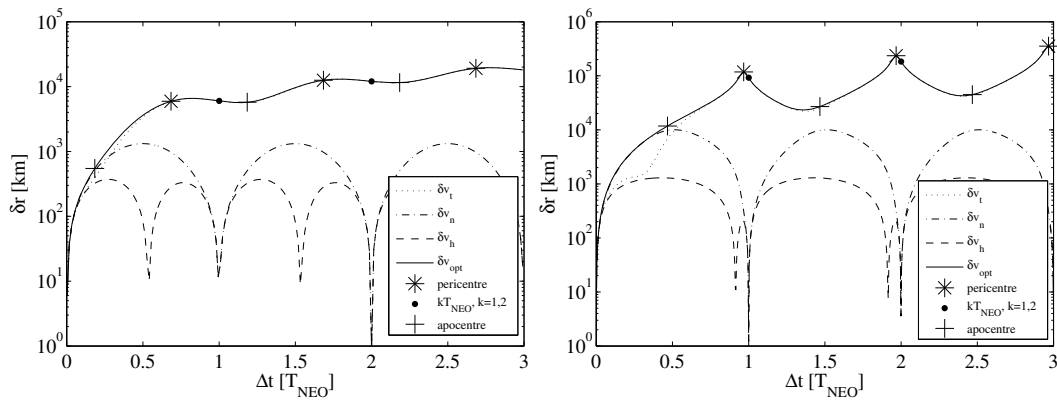 10^5
10^4
10^3
10^2
10^1
10^0
δr [km]
0 0.5 1 1.5 2 2.5 3
Δt [T_NEO]
δv_t
δv_n
δv_h
δv_opt
pericentre
kT_NEO, k=1,2
apocentre
10^6
10^5
10^4
10^3
10^2
10^1
10^0
δr [km]
0 0.5 1 1.5 2 2.5 3
Δt [T_NEO]
δv_t
δv_n
δv_h
δv_opt
pericentre
kT_NEO, k=1,2
apocentre